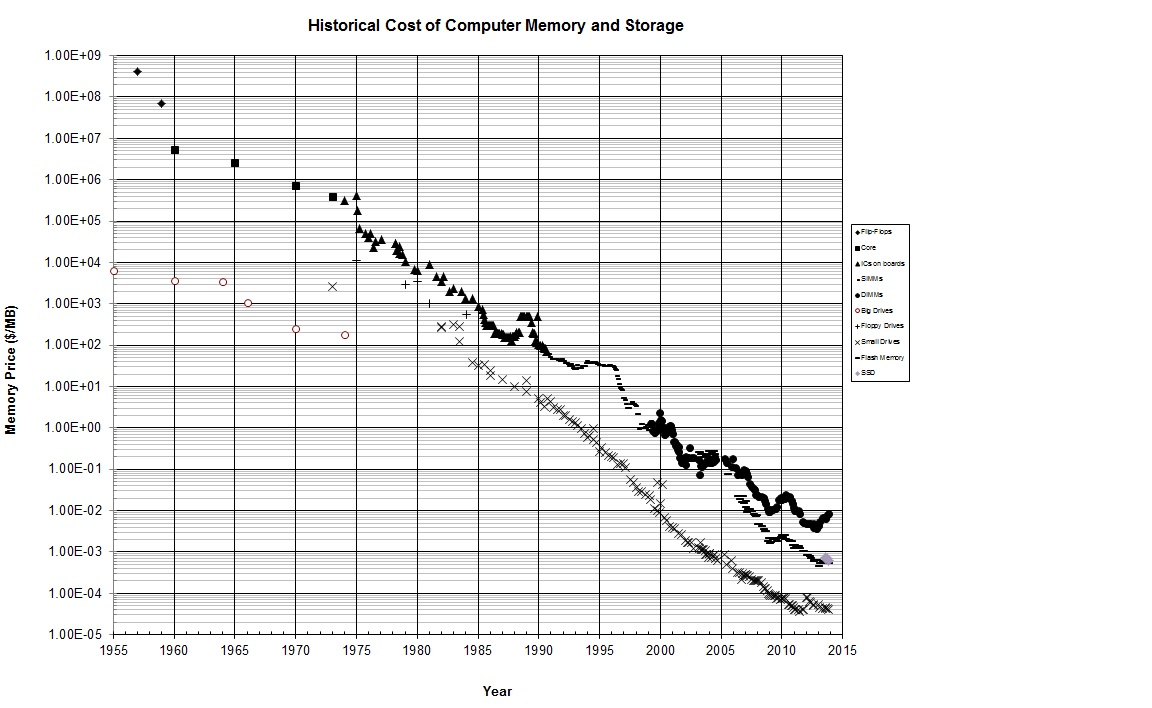 Historical Cost of Computer Memory and Storage
1.00E+09
1.00E+08
1.00E+07
1.00E+06
1.00E+05
1.00E+04
1.00E+03
1.00E+02
1.00E+01
1.00E+00
1.00E-01
1.00E-02
1.00E-03
1.00E-04
1.00E-05
Memory Price ($/MB)
1955 1960 1965 1970 1975 1980 1985 1990 1995 2000 2005 2010 2015
Year
Flip-Flops
Core
ICs on boards
SIMMs
DIMMs
Big Drives
Floppy Drives
Small Drives
Flash Memory
SSD